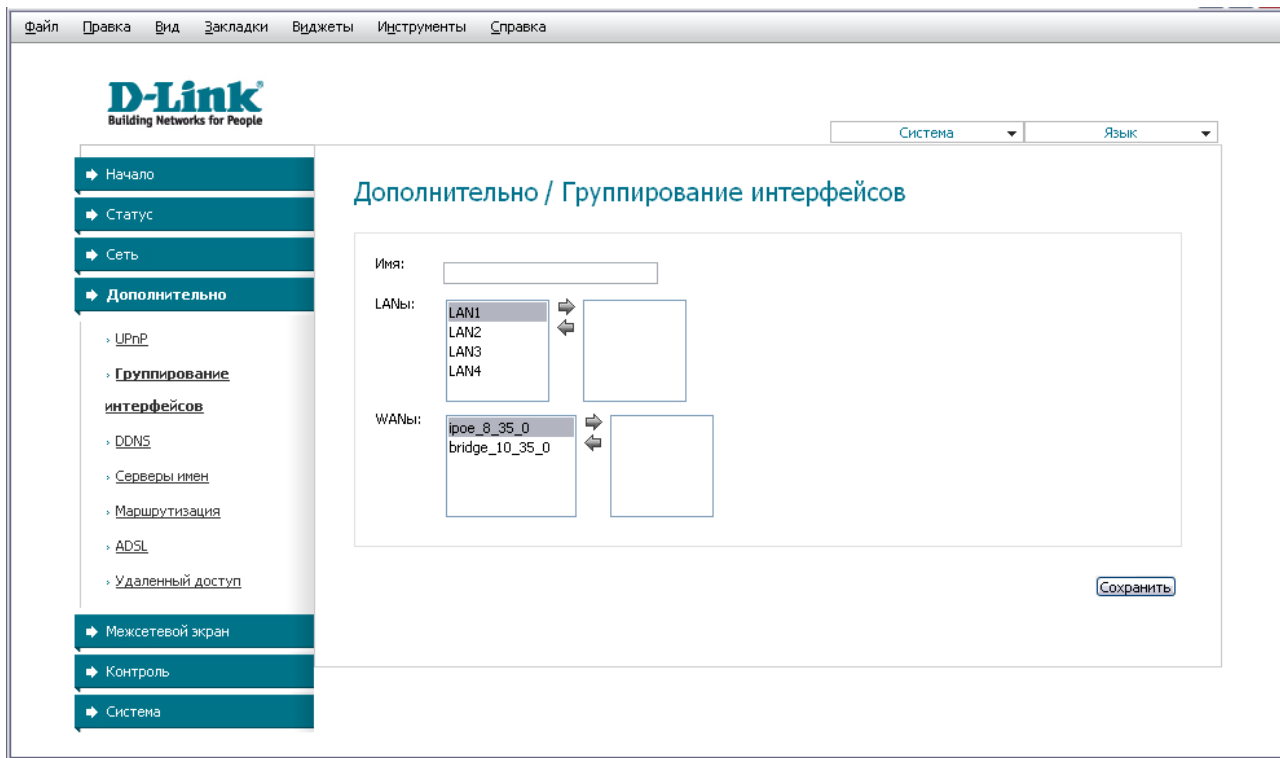 Файл Правка Вид Закладки Виджеты Инструменты Справка
D-Link
Building Networks for People
Система Язык
Начало
Статус
Сеть
Дополнительно
UPnP
Группирование
интерфейсов
DDNS
Серверы имен
Маршрутизация
ADSL
Удаленный доступ
Межсетевой экран
Контроль
Система
Дополнительно / Группирование интерфейсов
Имя:
LANы:
LAN1
LAN2
LAN3
LAN4
WANы:
ipoe_8_35_0
bridge_10_35_0
Сохранить